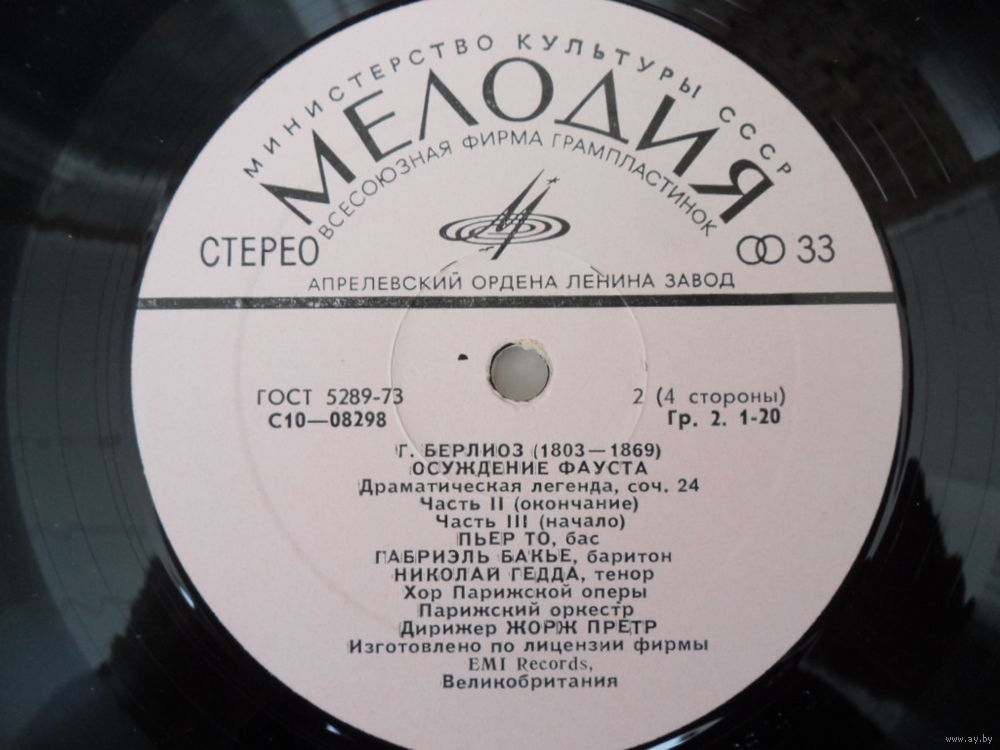 МИНИСТЕРСТВО КУЛЬТУРЫ СССР
МЕЛОДИЯ
ВСЕСОЮЗНАЯ ФИРМА ГРАМПЛАСТИНОК
СТЕРЕО 33
АПРЕЛЕВСКИЙ ОРДЕНА ЛЕНИНА ЗАВОД
ГОСТ 5289-73 2 (4 стороны)
С10—08298 Гр. 2. 1-20
Г. БЕРЛИОЗ (1803—1869)
ОСУЖДЕНИЕ ФАУСТА
Драматическая легенда, соч. 24
Часть II (окончание)
Часть III (начало)
ПЬЕР ТО, бас
ГАБРИЭЛЬ БАКЬЕ, баритон
НИКОЛАЙ ГЕДДА, тенор
Хор Парижской оперы
Парижский оркестр
Дирижер ЖОРЖ ПРЕТР
Изготовлено по лицензии фирмы
EMI Records,
Великобритания
www.ay.by